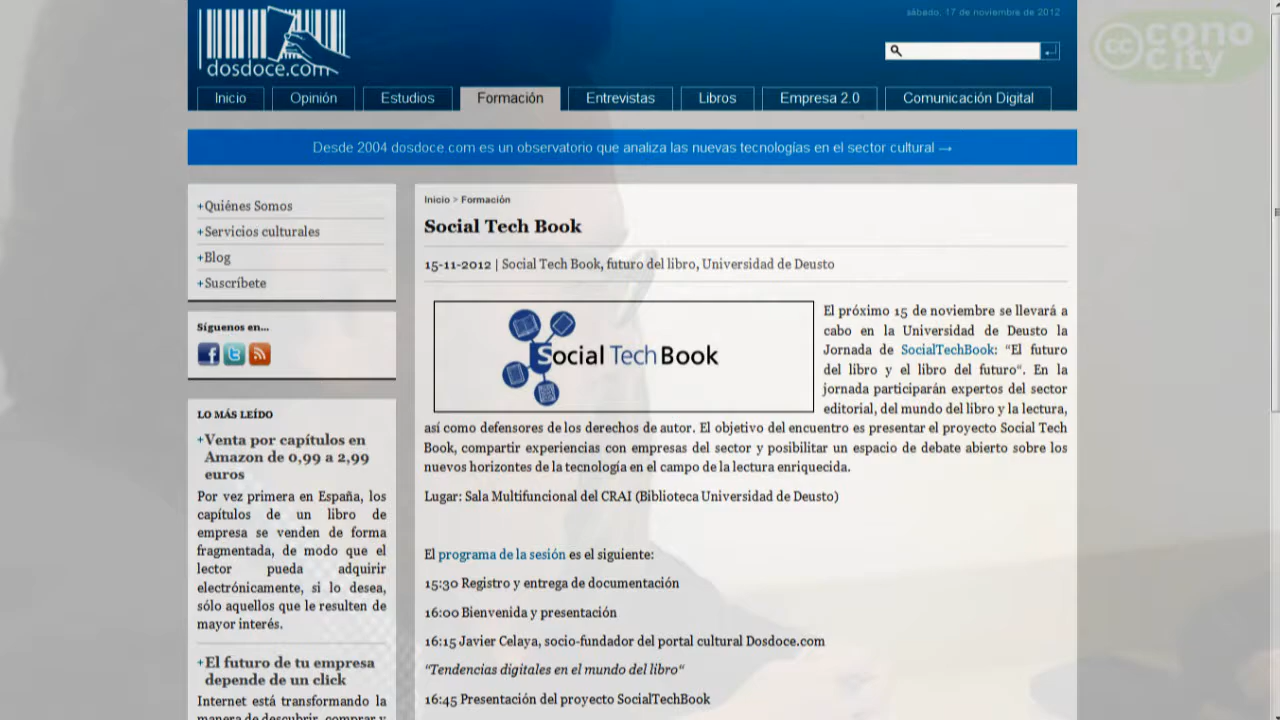 sábado, 17 de noviembre de 2012
cc cono
city
dosdoce.com
Inicio Opinión Estudios Formación Entrevistas Libros Empresa 2.0 Comunicación Digital
Desde 2004 dosdoce.com es un observatorio que analiza las nuevas tecnologías en el sector cultural →
+Quiénes Somos
+Servicios culturales
+Blog
+Suscríbete
Síguenos en...
LO MÁS LEÍDO
+Venta por capítulos en
Amazon de 0,99 a 2,99
euros
Por vez primera en España, los
capítulos de un libro de
empresa se venden de forma
fragmentada, de modo que el
lector pueda adquirir
electrónicamente, si lo desea,
sólo aquellos que le resulten de
mayor interés.
+El futuro de tu empresa
depende de un click
Internet está transformando la
manera de descubrir, comprar y
Inicio > Formación
Social Tech Book
15-11-2012 | Social Tech Book, futuro del libro, Universidad de Deusto
Social Tech Book
El próximo 15 de noviembre se llevará a
cabo en la Universidad de Deusto la
Jornada de SocialTechBook: “El futuro
del libro y el libro del futuro“. En la
jornada participarán expertos del sector
editorial, del mundo del libro y la lectura,
así como defensores de los derechos de autor. El objetivo del encuentro es presentar el proyecto Social Tech
Book, compartir experiencias con empresas del sector y posibilitar un espacio de debate abierto sobre los
nuevos horizontes de la tecnología en el campo de la lectura enriquecida.
Lugar: Sala Multifuncional del CRAI (Biblioteca Universidad de Deusto)
El programa de la sesión es el siguiente:
15:30 Registro y entrega de documentación
16:00 Bienvenida y presentación
16:15 Javier Celaya, socio-fundador del portal cultural Dosdoce.com
“Tendencias digitales en el mundo del libro“
16:45 Presentación del proyecto SocialTechBook